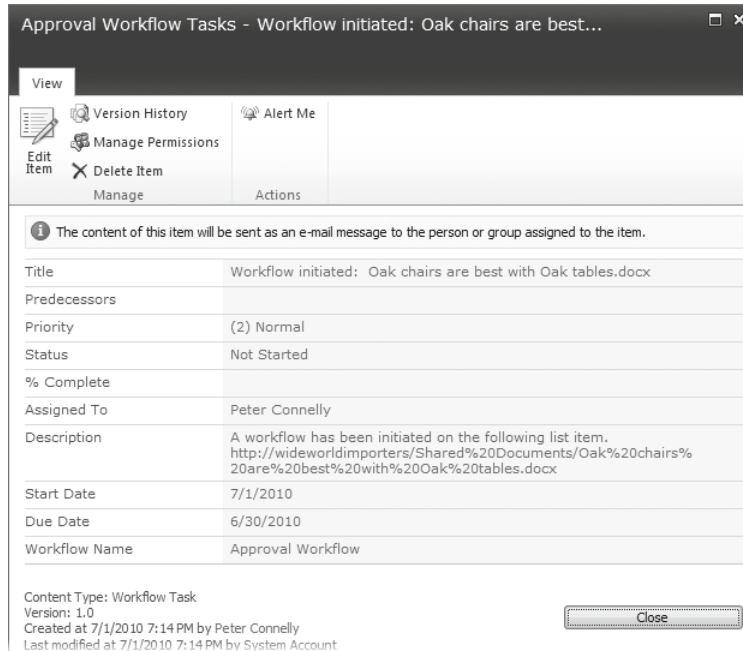 Approval Workflow Tasks - Workflow initiated: Oak chairs are best...
View
Edit Item
Version History
Manage Permissions
Delete Item
Manage
Alert Me
Actions
The content of this item will be sent as an e-mail message to the person or group assigned to the item.
Title Workflow initiated: Oak chairs are best with Oak tables.docx
Predecessors
Priority (2) Normal
Status Not Started
% Complete
Assigned To Peter Connelly
Description A workflow has been initiated on the following list item.
http://wideworldimporters/Shared%20Documents/Oak%20chairs%
20are%20best%20with%20Oak%20tables.docx
Start Date 7/1/2010
Due Date 6/30/2010
Workflow Name Approval Workflow
Content Type: Workflow Task
Version: 1.0
Created at 7/1/2010 7:14 PM by Peter Connelly
Last modified at 7/1/2010 7:14 PM by System Account
Close